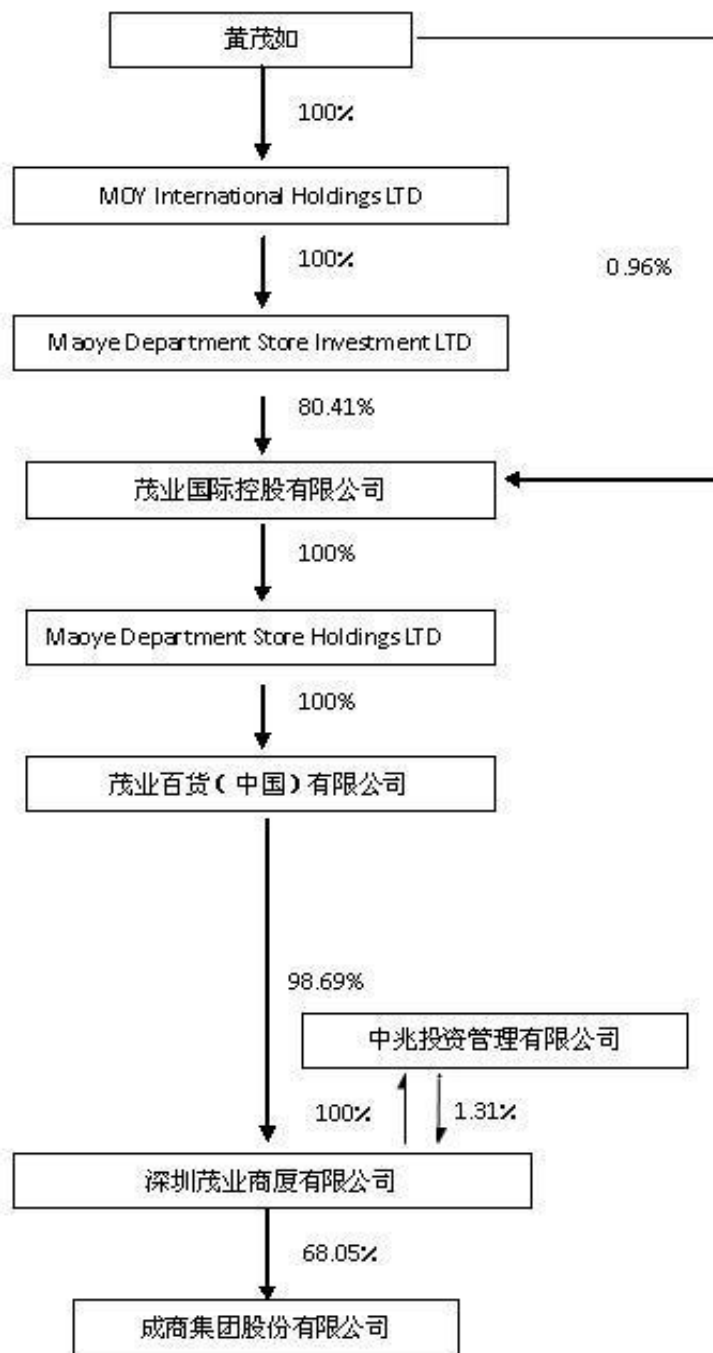 黄茂如
100%
MOY International Holdings LTD
100%
0.96%
Maoye Department Store Investment LTD
80.41%
茂业国际控股有限公司
100%
Maoye Department Store Holdings LTD
100%
茂业百货（中国）有限公司
98.69%
中兆投资管理有限公司
100%
1.31%
深圳茂业商厦有限公司
68.05%
成商集团股份有限公司